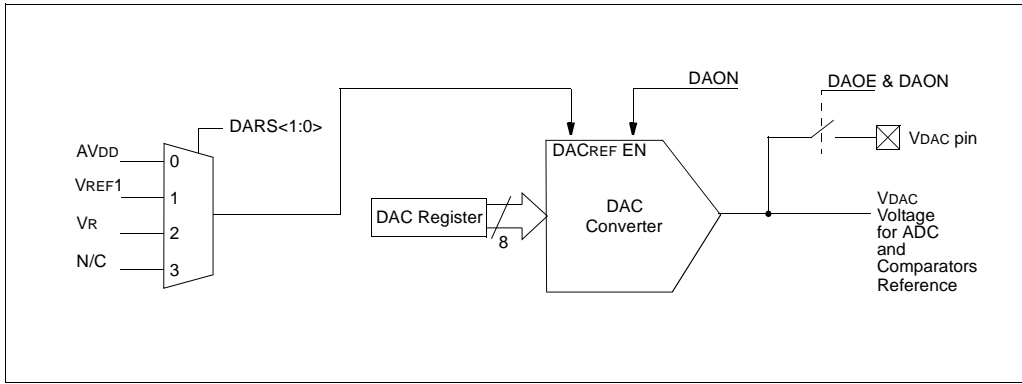 DAON
DAOE & DAON
DARS<1:0>
AVDD
0
VREF1
1
VR
2
N/C
3
DACREF EN
VDAC pin
DAC Register
8
DAC
Converter
VDAC
Voltage
for ADC
and
Comparators
Reference